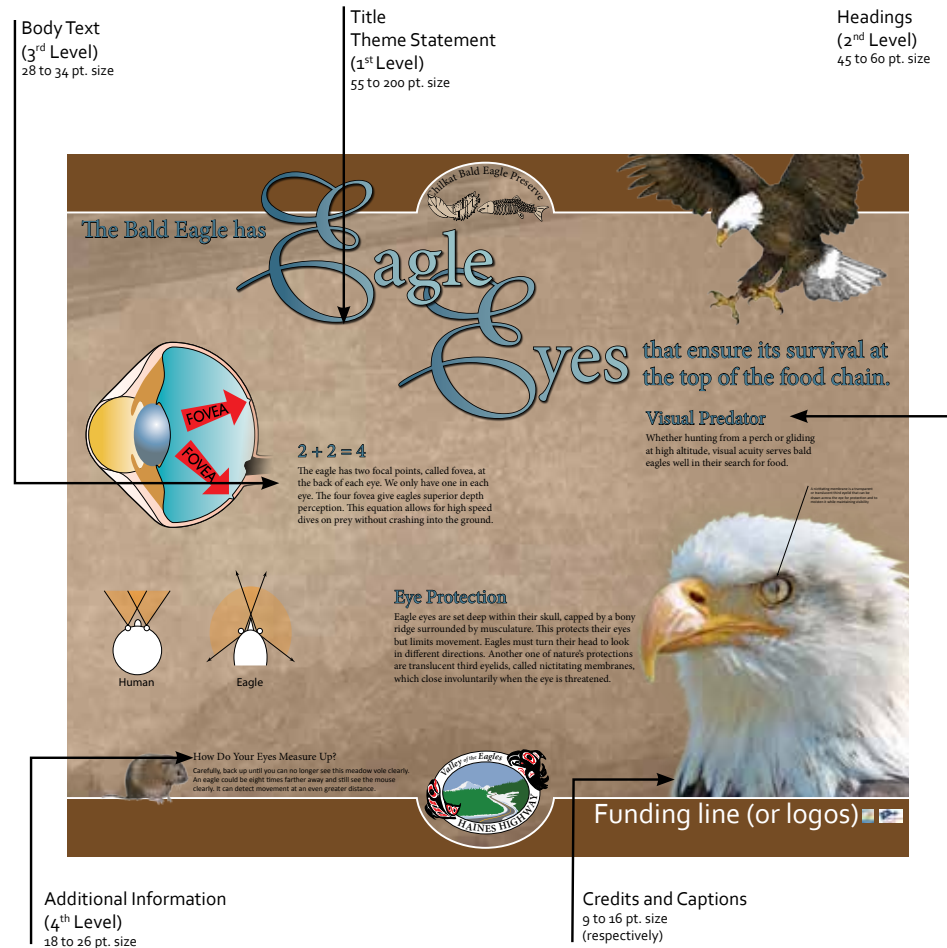 Body Text
(3rd Level)
28 to 34 pt. size
Title
Theme Statement
(1st Level)
55 to 200 pt. size
Headings
(2nd Level)
45 to 60 pt. size
Chilkat Bald Eagle Preserve
The Bald Eagle has
Eagle
Eyes
that ensure its survival at
the top of the food chain.
FOVEA
FOVEA
Visual Predator
Whether hunting from a perch or gliding
at high altitude, visual acuity serves bald
eagles well in their search for food.
2 + 2 = 4
The eagle has two focal points, called fovea, at
the back of each eye. We only have one in each
eye. The four fovea give eagles superior depth
perception. This equation allows for high speed
dives on prey without crashing into the ground.
Human
Eagle
Eye Protection
Eagle eyes are set deep within their skull, capped by a bony
ridge surrounded by musculature. This protects their eyes
but limits movement. Eagles must turn their head to look
in different directions. Another one of nature's protections
are translucent third eyelids, called nictitating membranes,
which close involuntarily when the eye is threatened.
How Do Your Eyes Measure Up?
Carefully, back up until you can no longer see this meadow vole clearly.
An eagle could be eight times farther away and still see the mouse
clearly. It can detect movement at an even greater distance.
Valley of the Eagles
HAINES HIGHWAY
Funding line (or logos)
Additional Information
(4th Level)
18 to 26 pt. size
Credits and Captions
9 to 16 pt. size
(respectively)